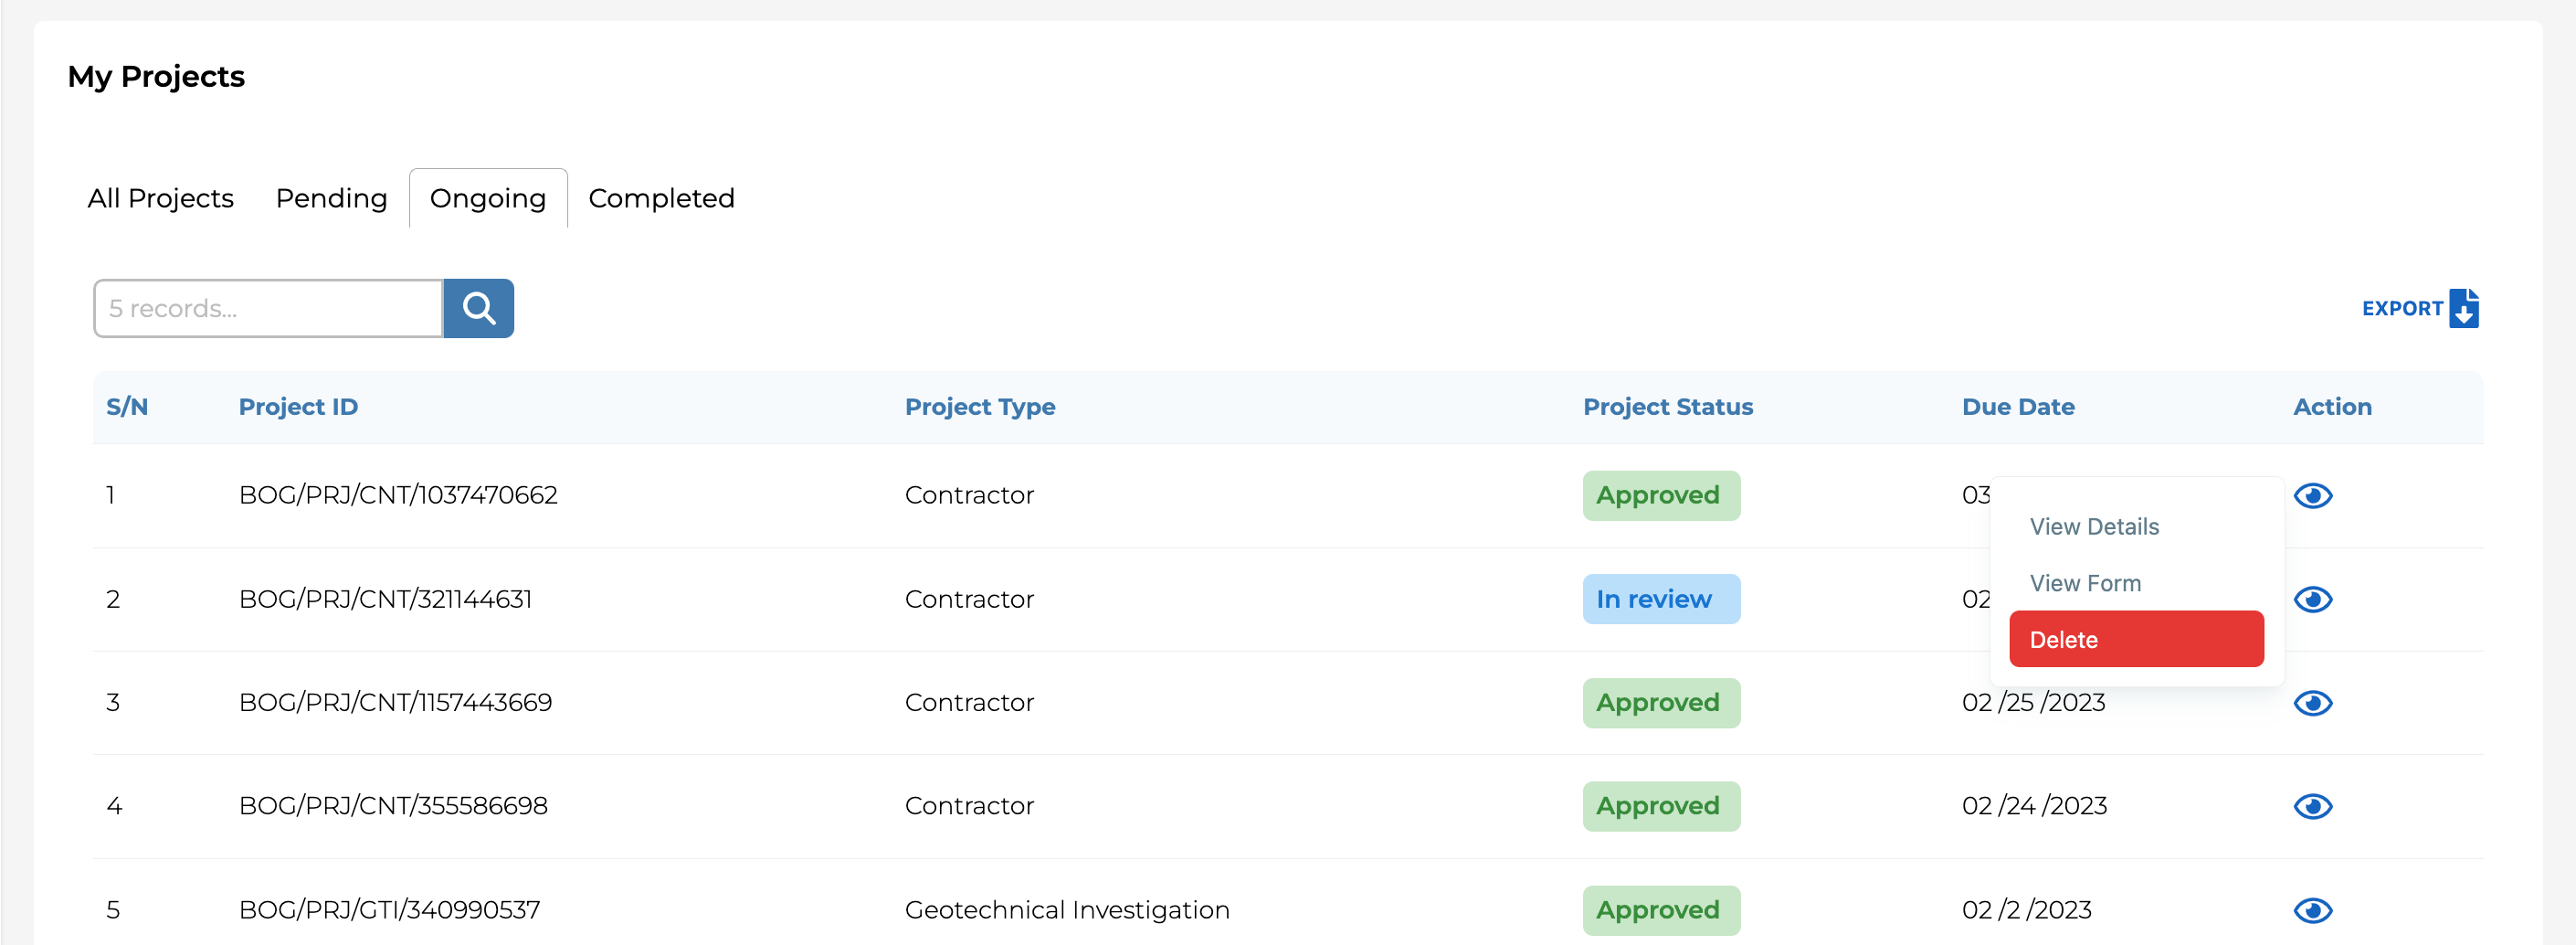 My Projects
All Projects Pending Ongoing Completed
5 records...
EXPORT
S/N Project ID Project Type Project Status Due Date Action
1 BOG/PRJ/CNT/1037470662 Contractor Approved 03
View Details
View Form
2 BOG/PRJ/CNT/321144631 Contractor In review 02
Delete
3 BOG/PRJ/CNT/1157443669 Contractor Approved 02 /25 /2023
4 BOG/PRJ/CNT/355586698 Contractor Approved 02 /24 /2023
5 BOG/PRJ/GTI/340990537 Geotechnical Investigation Approved 02 /2 /2023